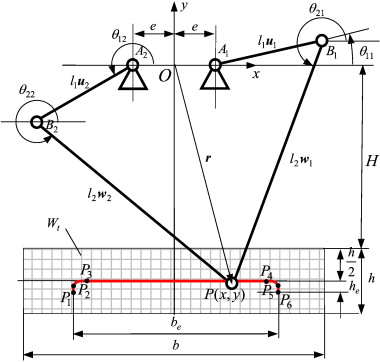 y
e e
θ₂₁
θ₁₂
A₂ A₁
l₁u₁
B₁
θ₁₁
l₁u₂
O
x
θ₂₂
B₂
r
l₂w₁
H
l₂w₂
Wₜ
P₃ P₄
h/2
h
P₁ P₂ P(x, y) P₅ P₆
hₑ
bₑ
b